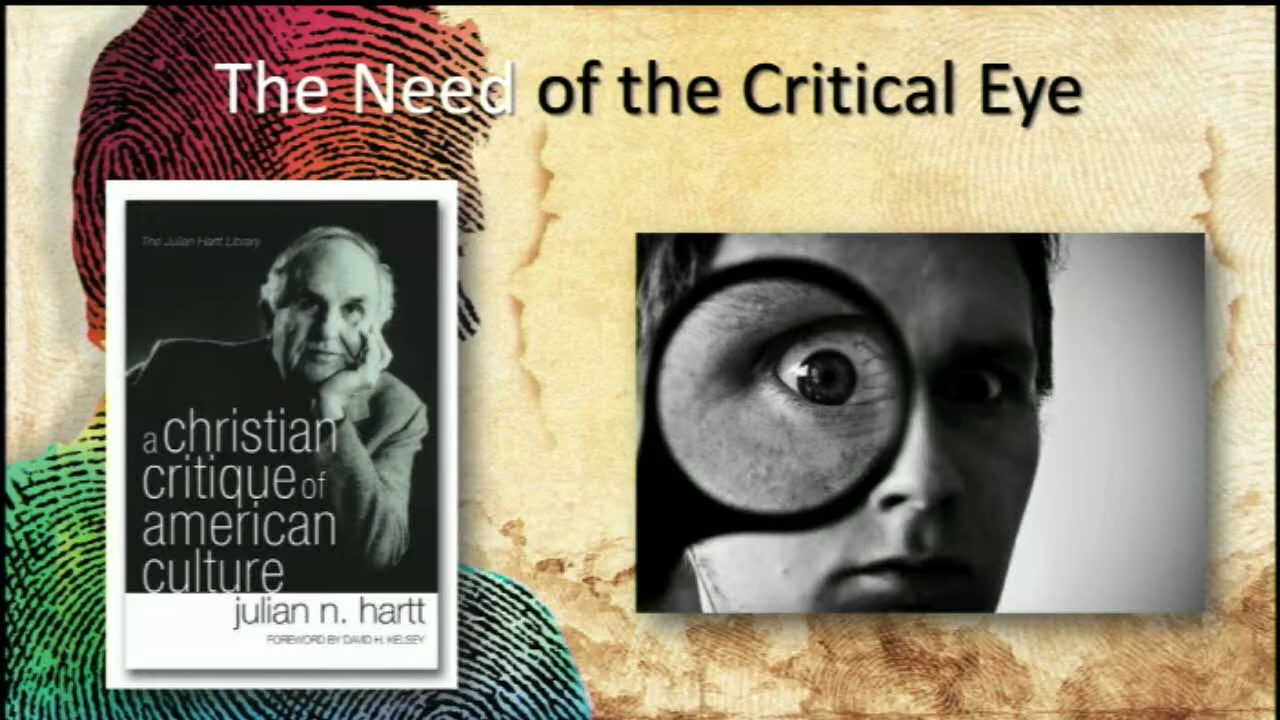 The Need of the Critical Eye
The Julian Hartt Library
a christian
critique of
american
culture
julian n. hartt
FOREWORD BY DAVID H. KELSEY